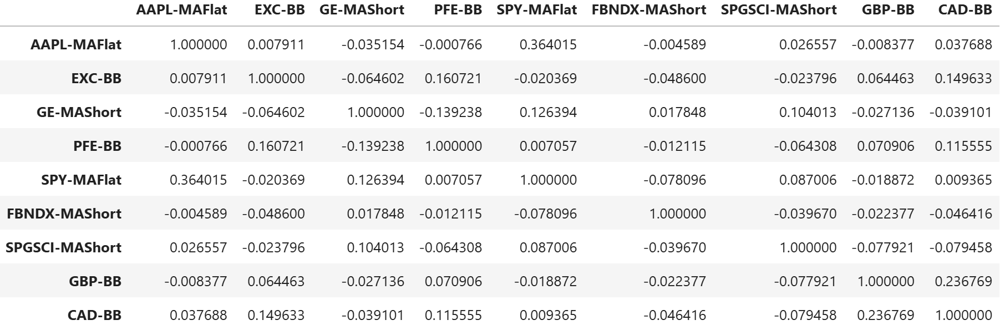 AAPL-MAFlat EXC-BB GE-MAShort PFE-BB SPY-MAFlat FBNDX-MAShort SPGSCI-MAShort GBP-BB CAD-BB
AAPL-MAFlat 1.000000 0.007911 -0.035154 -0.000766 0.364015 -0.004589 0.026557 -0.008377 0.037688
EXC-BB 0.007911 1.000000 -0.064602 0.160721 -0.020369 -0.048600 -0.023796 0.064463 0.149633
GE-MAShort -0.035154 -0.064602 1.000000 -0.139238 0.126394 0.017848 0.104013 -0.027136 -0.039101
PFE-BB -0.000766 0.160721 -0.139238 1.000000 0.007057 -0.012115 -0.064308 0.070906 0.115555
SPY-MAFlat 0.364015 -0.020369 0.126394 0.007057 1.000000 -0.078096 0.087006 -0.018872 0.009365
FBNDX-MAShort -0.004589 -0.048600 0.017848 -0.012115 -0.078096 1.000000 -0.039670 -0.022377 -0.046416
SPGSCI-MAShort 0.026557 -0.023796 0.104013 -0.064308 0.087006 -0.039670 1.000000 -0.077921 -0.079458
GBP-BB -0.008377 0.064463 -0.027136 0.070906 -0.018872 -0.022377 -0.077921 1.000000 0.236769
CAD-BB 0.037688 0.149633 -0.039101 0.115555 0.009365 -0.046416 -0.079458 0.236769 1.000000